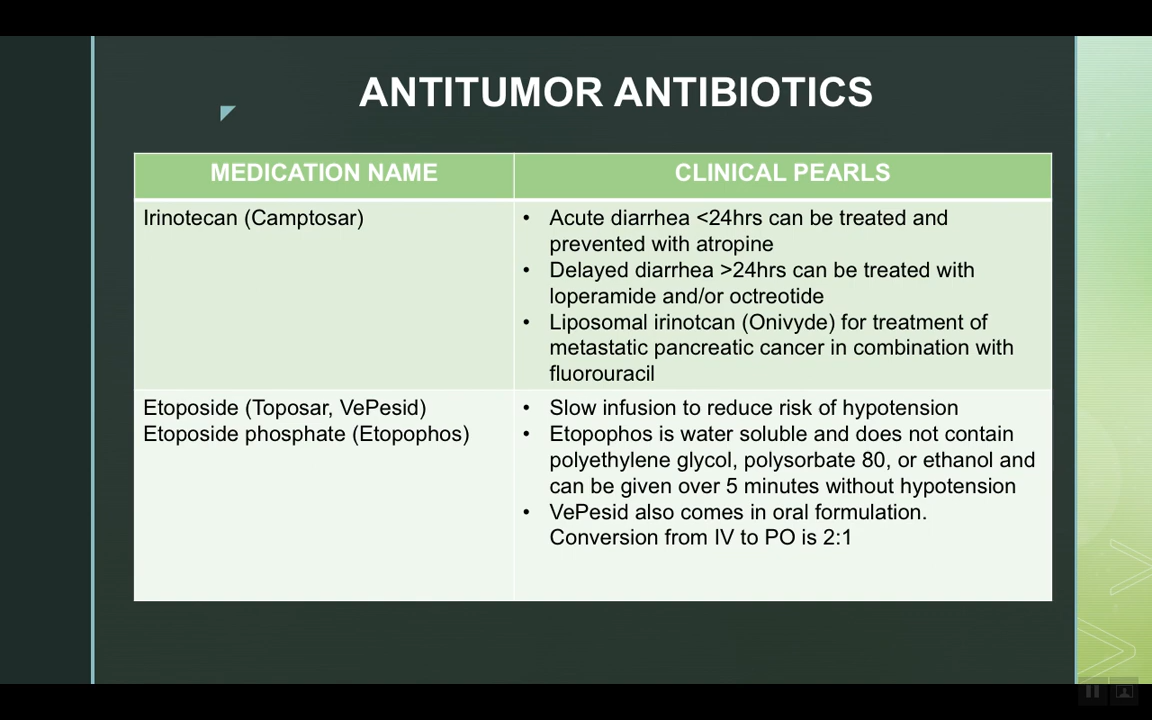 ANTITUMOR ANTIBIOTICS
MEDICATION NAME
CLINICAL PEARLS
Irinotecan (Camptosar)
• Acute diarrhea <24hrs can be treated and
prevented with atropine
• Delayed diarrhea >24hrs can be treated with
loperamide and/or octreotide
• Liposomal irinotcan (Onivyde) for treatment of
metastatic pancreatic cancer in combination with
fluorouracil
Etoposide (Toposar, VePesid)
Etoposide phosphate (Etopophos)
• Slow infusion to reduce risk of hypotension
• Etopophos is water soluble and does not contain
polyethylene glycol, polysorbate 80, or ethanol and
can be given over 5 minutes without hypotension
• VePesid also comes in oral formulation.
Conversion from IV to PO is 2:1